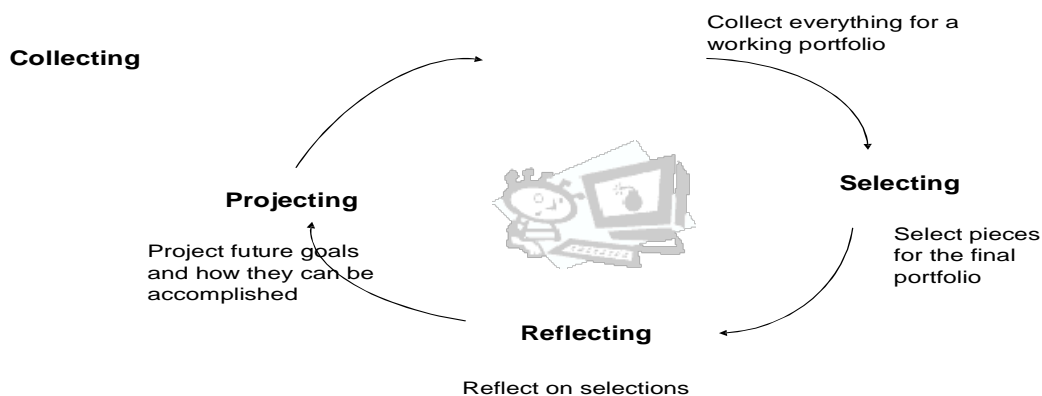 Collecting
Collect everything for a
working portfolio
Selecting
Select pieces
for the final
portfolio
Reflecting
Reflect on selections
Projecting
Project future goals
and how they can be
accomplished